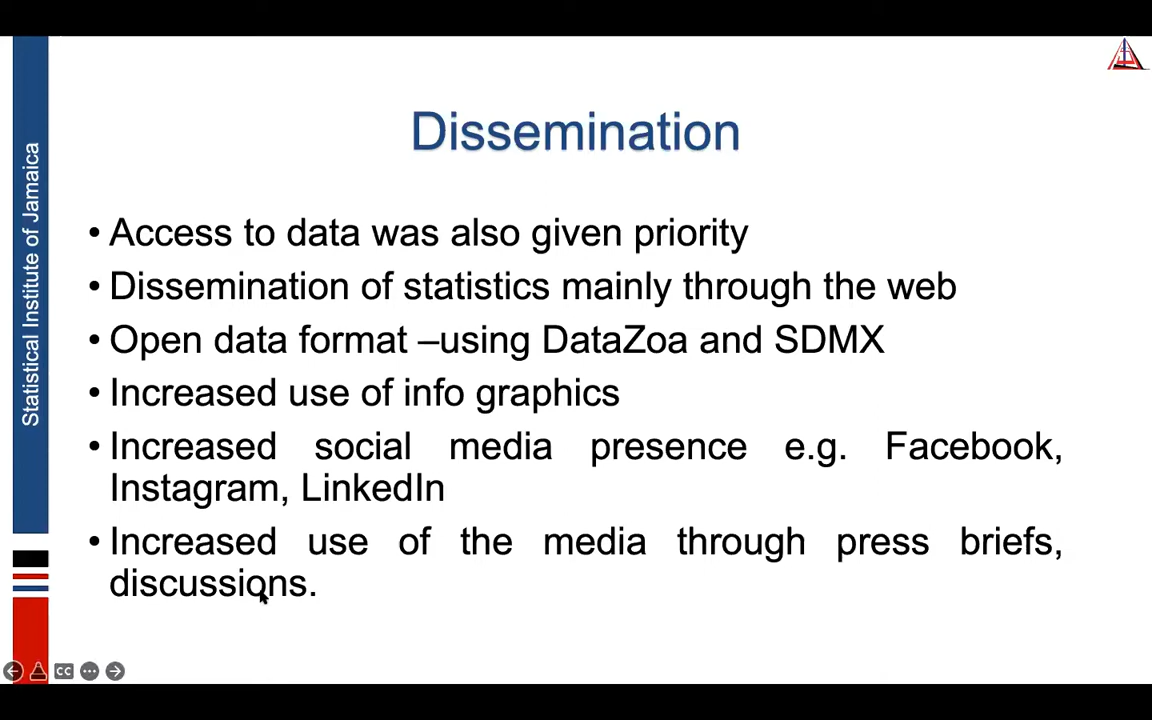 Statistical Institute of Jamaica
Dissemination
• Access to data was also given priority
• Dissemination of statistics mainly through the web
• Open data format –using DataZoa and SDMX
• Increased use of info graphics
• Increased social media presence e.g. Facebook,
Instagram, LinkedIn
• Increased use of the media through press briefs,
discussions.
CC